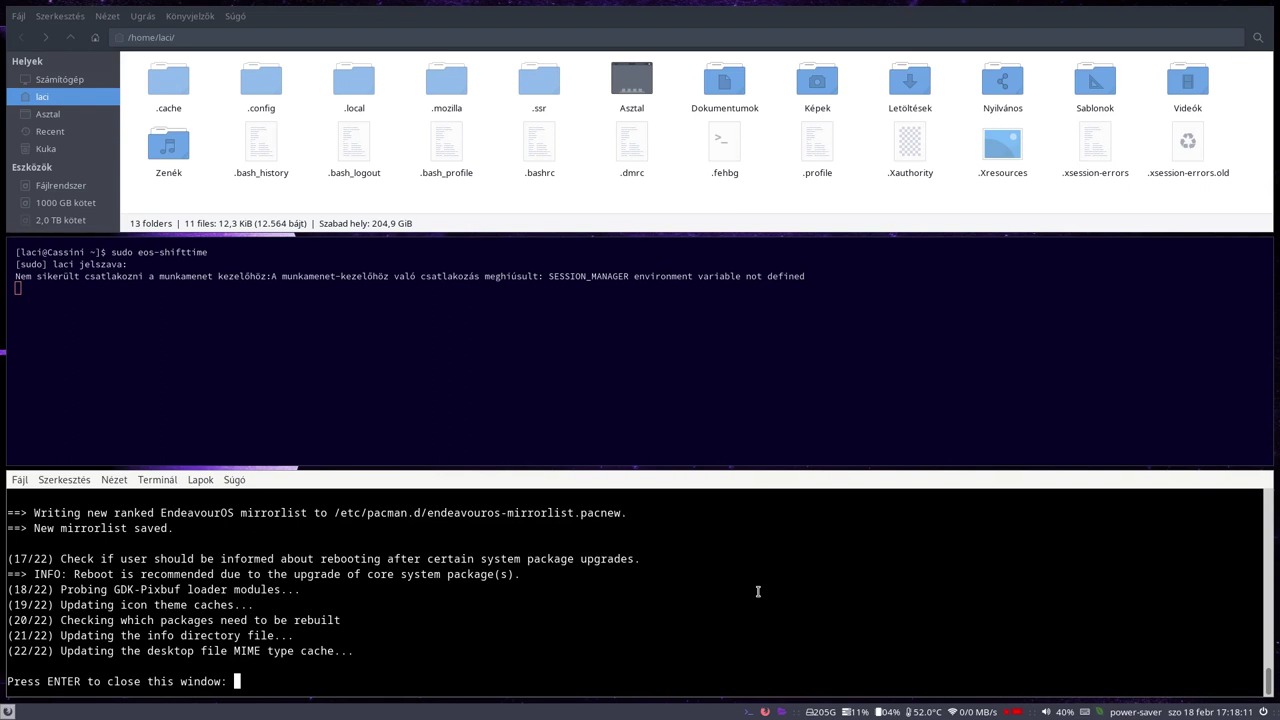 Fájl Szerkesztés Nézet Ugrás Könyvjelzők Súgó
/home/laci/
Helyek
Számítógép
laci
Asztal
Recent
Kuka
Eszközök
Fájlrendszer
1000 GB kötet
2,0 TB kötet
.cache .config .local .mozilla .ssr Asztal Dokumentumok Képek Letöltések Nyilvános Sablonok Videók
Zenék .bash_history .bash_logout .bash_profile .bashrc .dmrc .fehbg .profile .Xauthority .Xresources .xsession-errors .xsession-errors.old
13 folders | 11 files: 12,3 KiB (12.564 bájt) | Szabad hely: 204,9 GiB
[laci@Cassini ~]$ sudo eos-shifttime
[sudo] laci jelszava:
Nem sikerült csatlakozni a munkamenet kezelőhöz:A munkamenet-kezelőhöz való csatlakozás meghiúsult: SESSION_MANAGER environment variable not defined
Fájl Szerkesztés Nézet Terminál Lapok Súgó
==> Writing new ranked EndeavourOS mirrorlist to /etc/pacman.d/endeavouros-mirrorlist.pacnew.
==> New mirrorlist saved.
(17/22) Check if user should be informed about rebooting after certain system package upgrades.
==> INFO: Reboot is recommended due to the upgrade of core system package(s).
(18/22) Probing GDK-Pixbuf loader modules...
(19/22) Updating icon theme caches...
(20/22) Checking which packages need to be rebuilt
(21/22) Updating the info directory file...
(22/22) Updating the desktop file MIME type cache...
Press ENTER to close this window:
205G 11% 04% 52.0°C 0/0 MB/s 40% power-saver szo 18 febr 17:18:11